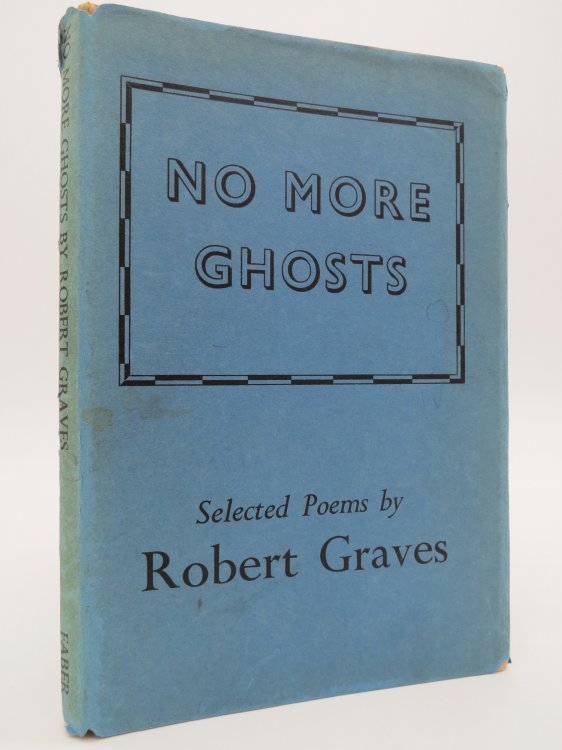 NO MORE GHOSTS BY ROBERT GRAVES
FABER
NO MORE
GHOSTS
Selected Poems by
Robert Graves